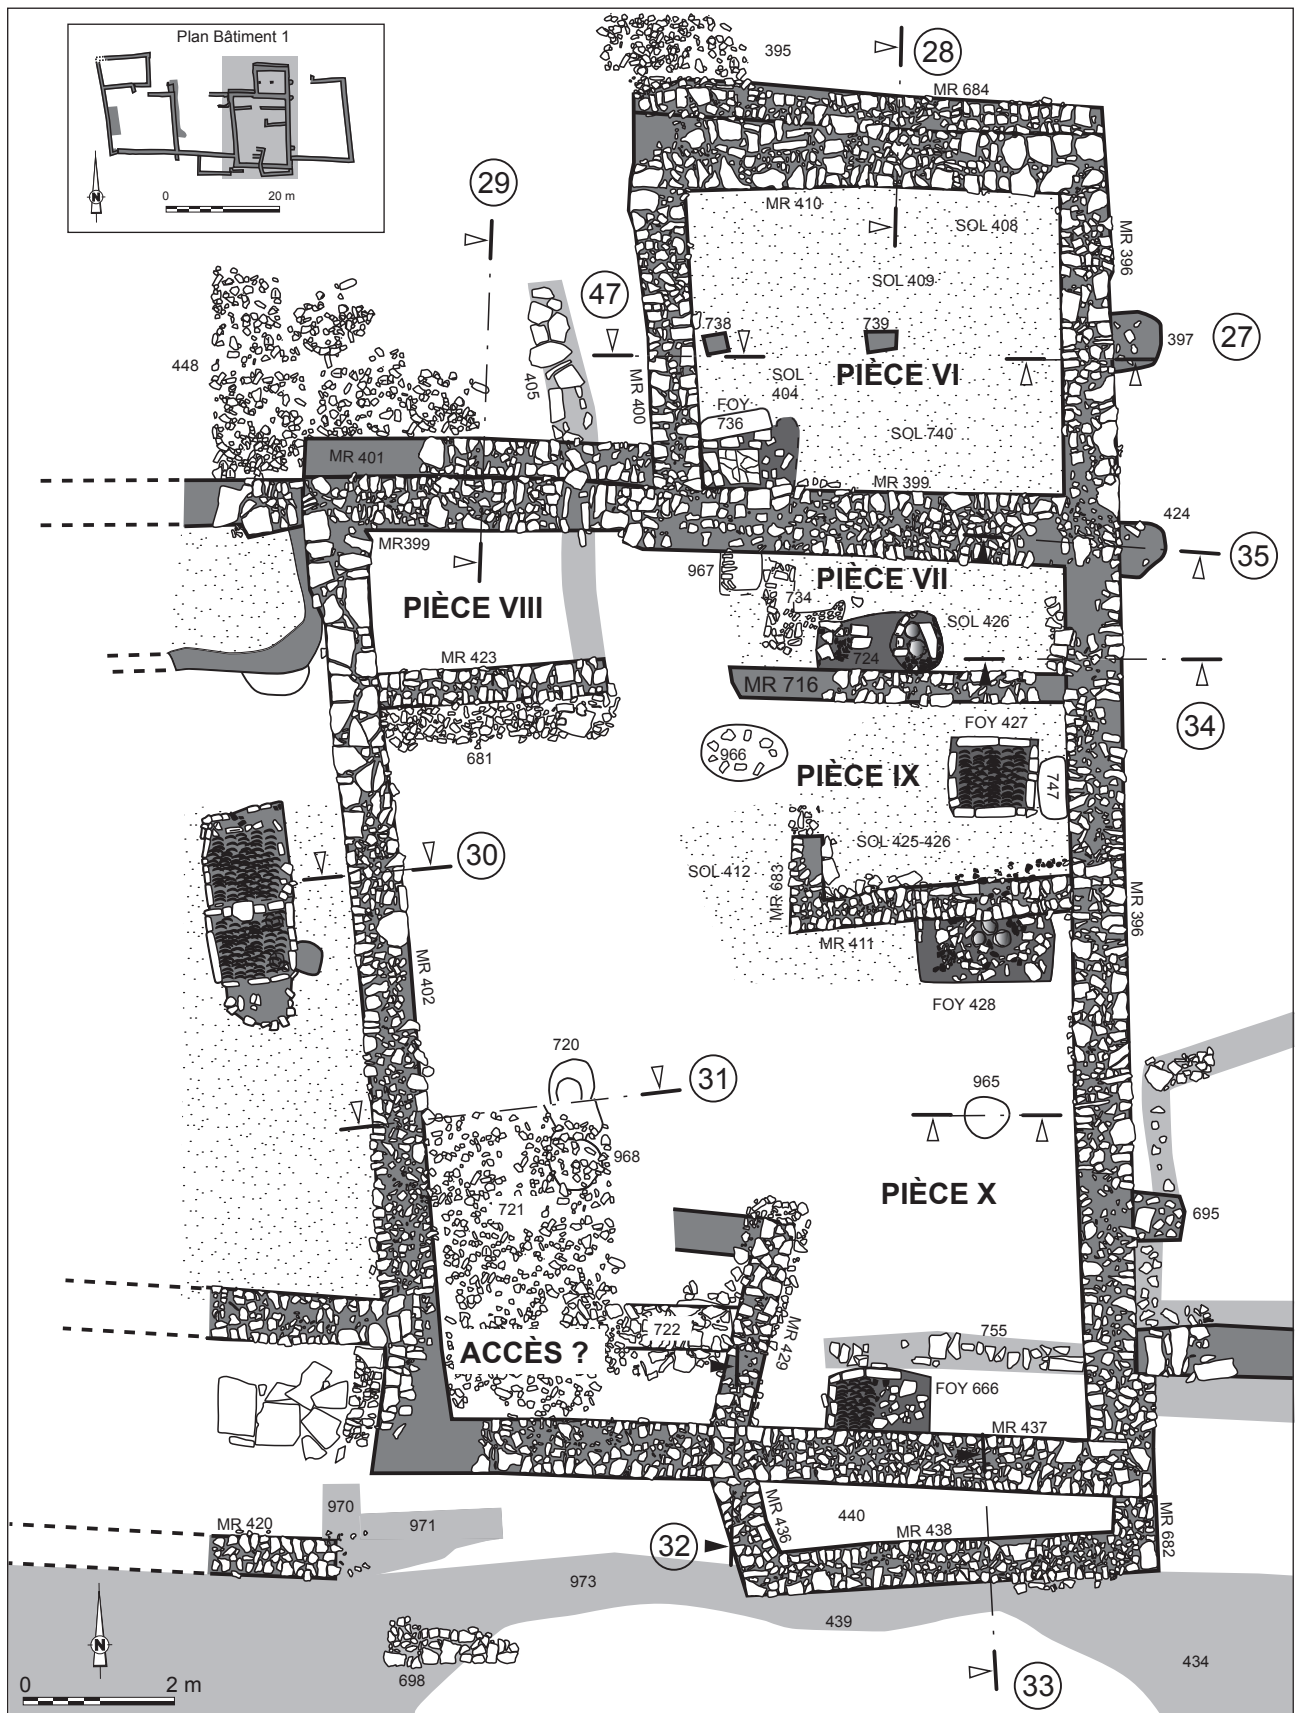 Plan Bâtiment 1
N
0 20 m
395
28
MR 684
29
MR 410
SOL 408
MR 396
47
SOL 409
738
739
397
27
448
405
MR 400
SOL
404
PIÈCE VI
FOY
736
SOL 740
MR 401
MR 399
424
MR399
967
PIÈCE VII
35
PIÈCE VIII
734
SOL 426
MR 423
724
MR 716
34
681
FOY 427
966
PIÈCE IX
747
30
SOL 425-426
SOL 412
MR 683
MR 396
MR 411
MR 402
FOY 428
720
31
965
968
PIÈCE X
721
695
722
MR 429
755
ACCÈS ?
FOY 666
MR 437
970
971
MR 420
MR 436
440
MR 438
MR 682
32
973
439
N
698
434
0 2 m
33